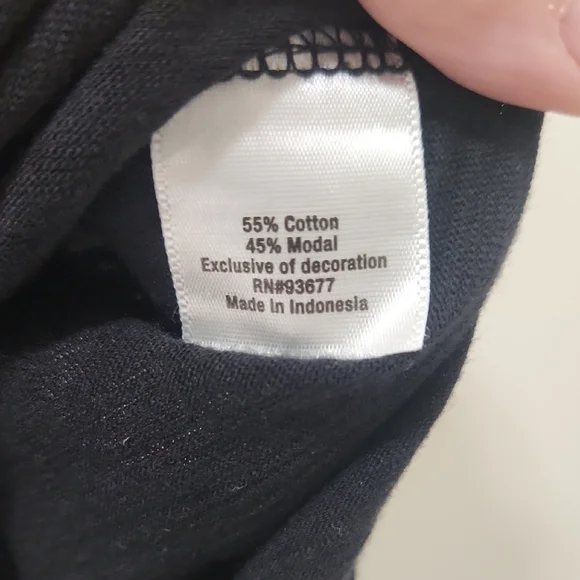 55% Cotton
45% Modal
Exclusive of decoration
RN#93677
Made in Indonesia